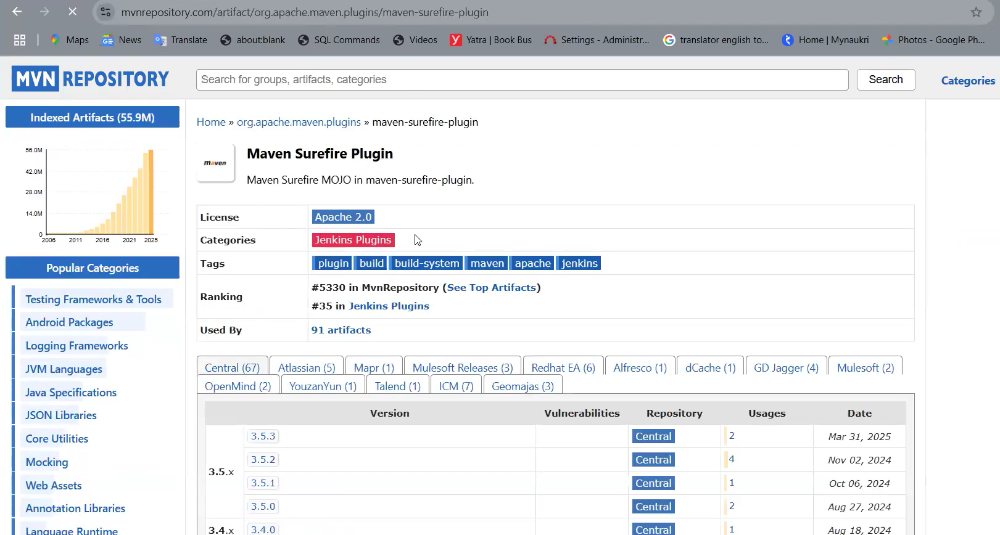 mvnrepository.com/artifact/org.apache.maven.plugins/maven-surefire-plugin
Maps News Translate about:blank SQL Commands Videos Yatra | Book Bus Settings - Administr... translator english to... Home | Mynaukri Photos - Google Ph...
MVN REPOSITORY
Search for groups, artifacts, categories
Search
Categories
Indexed Artifacts (55.9M)
56.0M
42.0M
28.0M
14.0M
0
2006 2011 2016 2021 2025
Popular Categories
Testing Frameworks & Tools
Android Packages
Logging Frameworks
JVM Languages
Java Specifications
JSON Libraries
Core Utilities
Mocking
Web Assets
Annotation Libraries
Language Runtime
Home » org.apache.maven.plugins » maven-surefire-plugin
maven
Maven Surefire Plugin
Maven Surefire MOJO in maven-surefire-plugin.
License Apache 2.0
Categories Jenkins Plugins
Tags plugin build build-system maven apache jenkins
Ranking #5330 in MvnRepository (See Top Artifacts)
#35 in Jenkins Plugins
Used By 91 artifacts
Central (67) Atlassian (5) Mapr (1) Mulesoft Releases (3) Redhat EA (6) Alfresco (1) dCache (1) GD Jagger (4) Mulesoft (2)
OpenMind (2) YouzanYun (1) Talend (1) ICM (7) Geomajas (3)
Version Vulnerabilities Repository Usages Date
3.5.x
3.5.3 Central 2 Mar 31, 2025
3.5.2 Central 4 Nov 02, 2024
3.5.1 Central 1 Oct 06, 2024
3.5.0 Central 2 Aug 27, 2024
3.4.x 3.4.0 Central 1 Aug 18, 2024